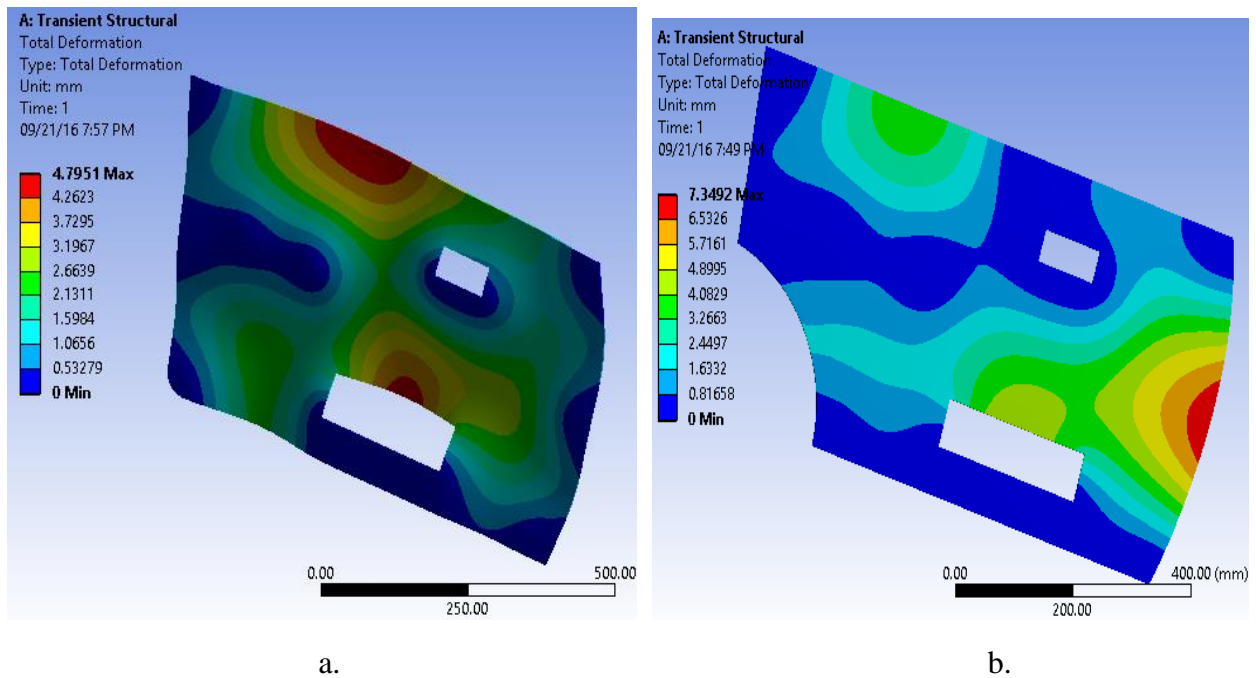 A: Transient Structural
Total Deformation
Type: Total Deformation
Unit: mm
Time: 1
09/21/16 7:57 PM
4.7951 Max
4.2623
3.7295
3.1967
2.6639
2.1311
1.5984
1.0656
0.53279
0 Min
0.00
500.00
250.00
a.
A: Transient Structural
Total Deformation
Type: Total Deformation
Unit: mm
Time: 1
09/21/16 7:49 PM
7.3492 Max
6.5326
5.7161
4.8995
4.0829
3.2663
2.4497
1.6332
0.81658
0 Min
0.00
400.00 (mm)
200.00
b.